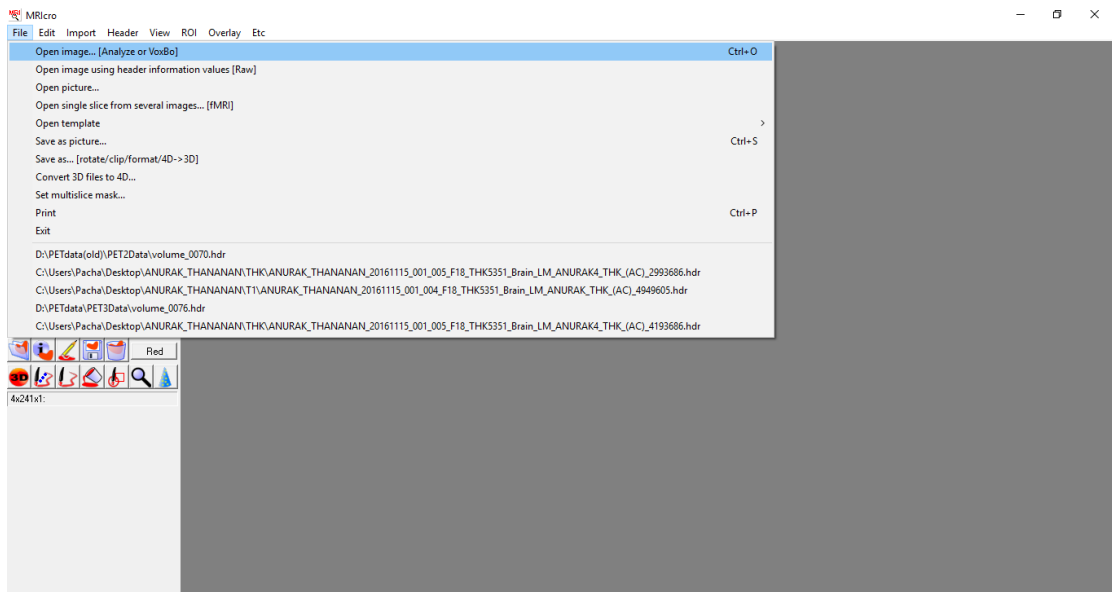 MRIcro
File Edit Import Header View ROI Overlay Etc
Open image... [Analyze or VoxBo] Ctrl+O
Open image using header information values [Raw]
Open picture...
Open single slice from several images... [fMRI]
Open template
Save as picture... Ctrl+S
Save as... [rotate/clip/format/4D->3D]
Convert 3D files to 4D...
Set multislice mask...
Print Ctrl+P
Exit
D:\PETdata(old)\PET2Data\volume_0070.hdr
C:\Users\Pacha\Desktop\ANURAK_THANANAN\THK\ANURAK_THANANAN_20161115_001_005_F18_THK5351_Brain_LM_ANURAK4_THK_(AC)_2993686.hdr
C:\Users\Pacha\Desktop\ANURAK_THANANAN\T1\ANURAK_THANANAN_20161115_001_004_F18_THK5351_Brain_LM_ANURAK_THK_(AC)_4949605.hdr
D:\PETdata\PET3Data\volume_0076.hdr
C:\Users\Pacha\Desktop\ANURAK_THANANAN\THK\ANURAK_THANANAN_20161115_001_005_F18_THK5351_Brain_LM_ANURAK4_THK_(AC)_4193686.hdr
Red
3D
4x241x1: